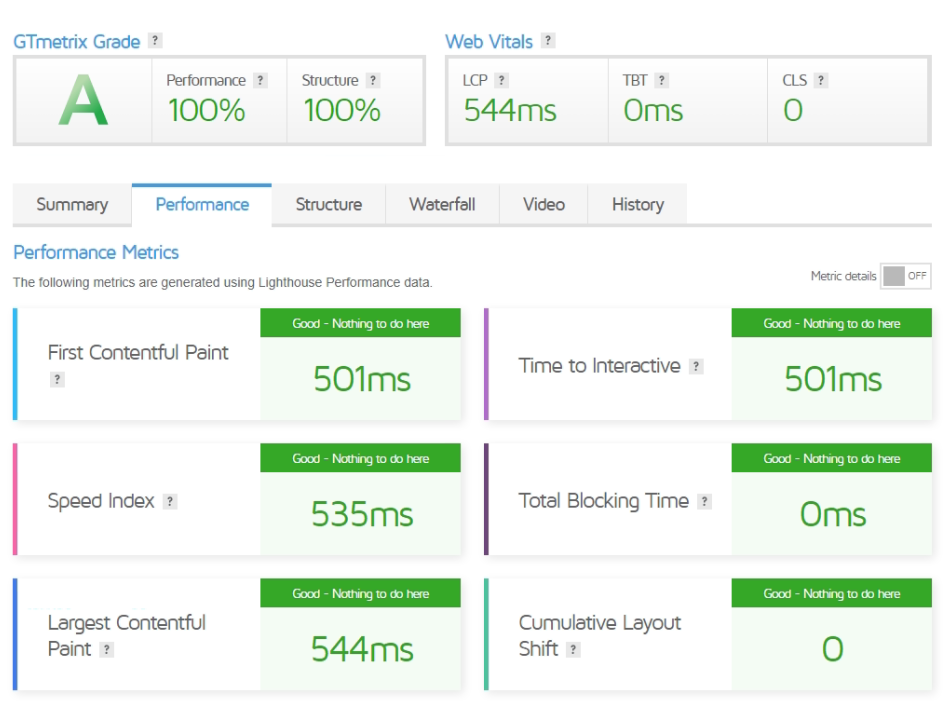 GTmetrix Grade ?
Web Vitals ?
A
Performance ?
100%
Structure ?
100%
LCP ?
544ms
TBT ?
0ms
CLS ?
0
Summary
Performance
Structure
Waterfall
Video
History
Performance Metrics
The following metrics are generated using Lighthouse Performance data.
Metric details OFF
First Contentful Paint
?
Good - Nothing to do here
501ms
Time to Interactive ?
Good - Nothing to do here
501ms
Speed Index ?
Good - Nothing to do here
535ms
Total Blocking Time ?
Good - Nothing to do here
0ms
Largest Contentful
Paint ?
Good - Nothing to do here
544ms
Cumulative Layout
Shift ?
Good - Nothing to do here
0